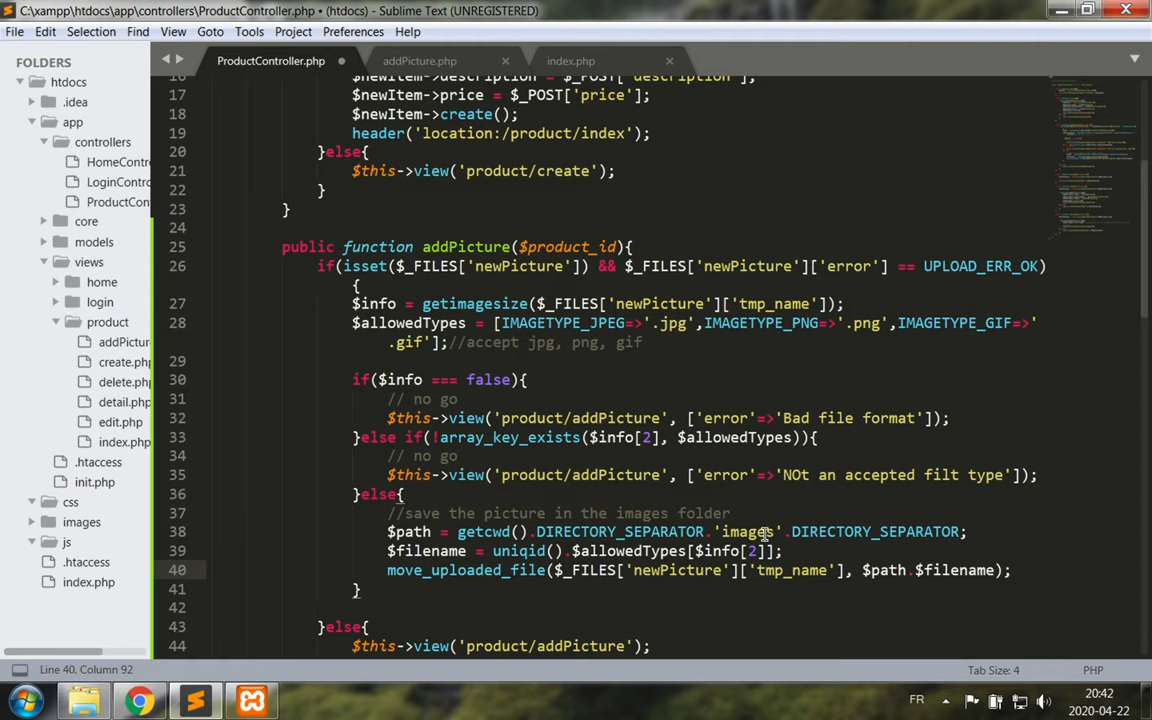 C:\xampp\htdocs\app\controllers\ProductController.php • (htdocs) - Sublime Text (UNREGISTERED)
File Edit Selection Find View Goto Tools Project Preferences Help
FOLDERS
htdocs
.idea
app
controllers
HomeContro
LoginContro
ProductCon
core
models
views
home
login
product
addPicture
create.php
delete.php
detail.php
edit.php
index.php
.htaccess
init.php
css
images
js
.htaccess
index.php
ProductController.php addPicture.php index.php
16 $newItem->description = $_POST['description'];
17 $newItem->price = $_POST['price'];
18 $newItem->create();
19 header('location:/product/index');
20 }else{
21 $this->view('product/create');
22 }
23 }
24
25 public function addPicture($product_id){
26 if(isset($_FILES['newPicture']) && $_FILES['newPicture']['error'] == UPLOAD_ERR_OK)
{
27 $info = getimagesize($_FILES['newPicture']['tmp_name']);
28 $allowedTypes = [IMAGETYPE_JPEG=>'.jpg',IMAGETYPE_PNG=>'.png',IMAGETYPE_GIF=>'
.gif'];//accept jpg, png, gif
29
30 if($info === false){
31 // no go
32 $this->view('product/addPicture', ['error'=>'Bad file format']);
33 }else if(!array_key_exists($info[2], $allowedTypes)){
34 // no go
35 $this->view('product/addPicture', ['error'=>'NOt an accepted filt type']);
36 }else{
37 //save the picture in the images folder
38 $path = getcwd().DIRECTORY_SEPARATOR.'images'.DIRECTORY_SEPARATOR;
39 $filename = uniqid().$allowedTypes[$info[2]];
40 move_uploaded_file($_FILES['newPicture']['tmp_name'], $path.$filename);
41 }
42
43 }else{
44 $this->view('product/addPicture');
Line 40, Column 92 Tab Size: 4 PHP
FR 20:42
2020-04-22